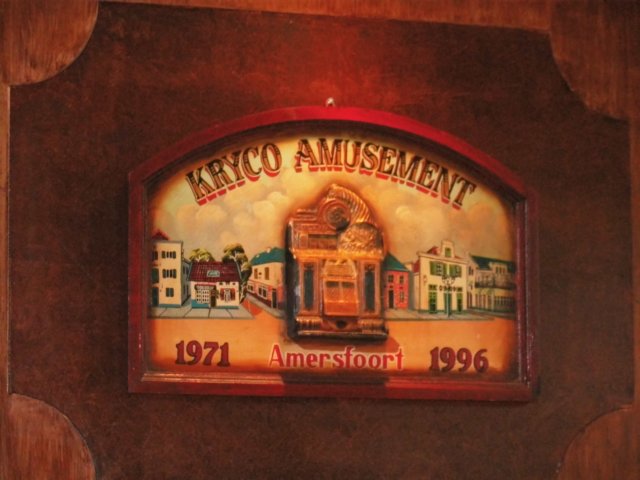 KRYCO AMUSEMENT
1971 Amersfoort 1996